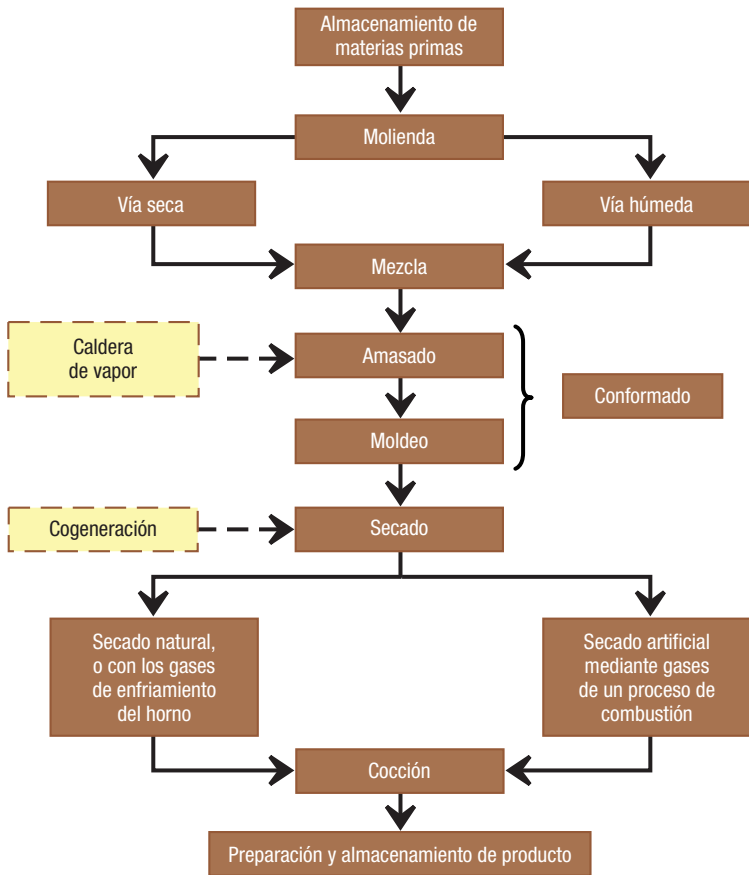 Almacenamiento de
materias primas
Molienda
Vía seca
Vía húmeda
Mezcla
Caldera
de vapor
Amasado
Conformado
Moldeo
Cogeneración
Secado
Secado natural,
o con los gases
de enfriamiento
del horno
Secado artificial
mediante gases
de un proceso de
combustión
Cocción
Preparación y almacenamiento de producto